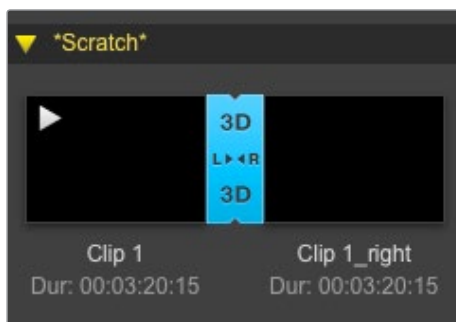 *Scratch*
3D
L R
3D
Clip 1 Clip 1_right
Dur: 00:03:20:15 Dur: 00:03:20:15